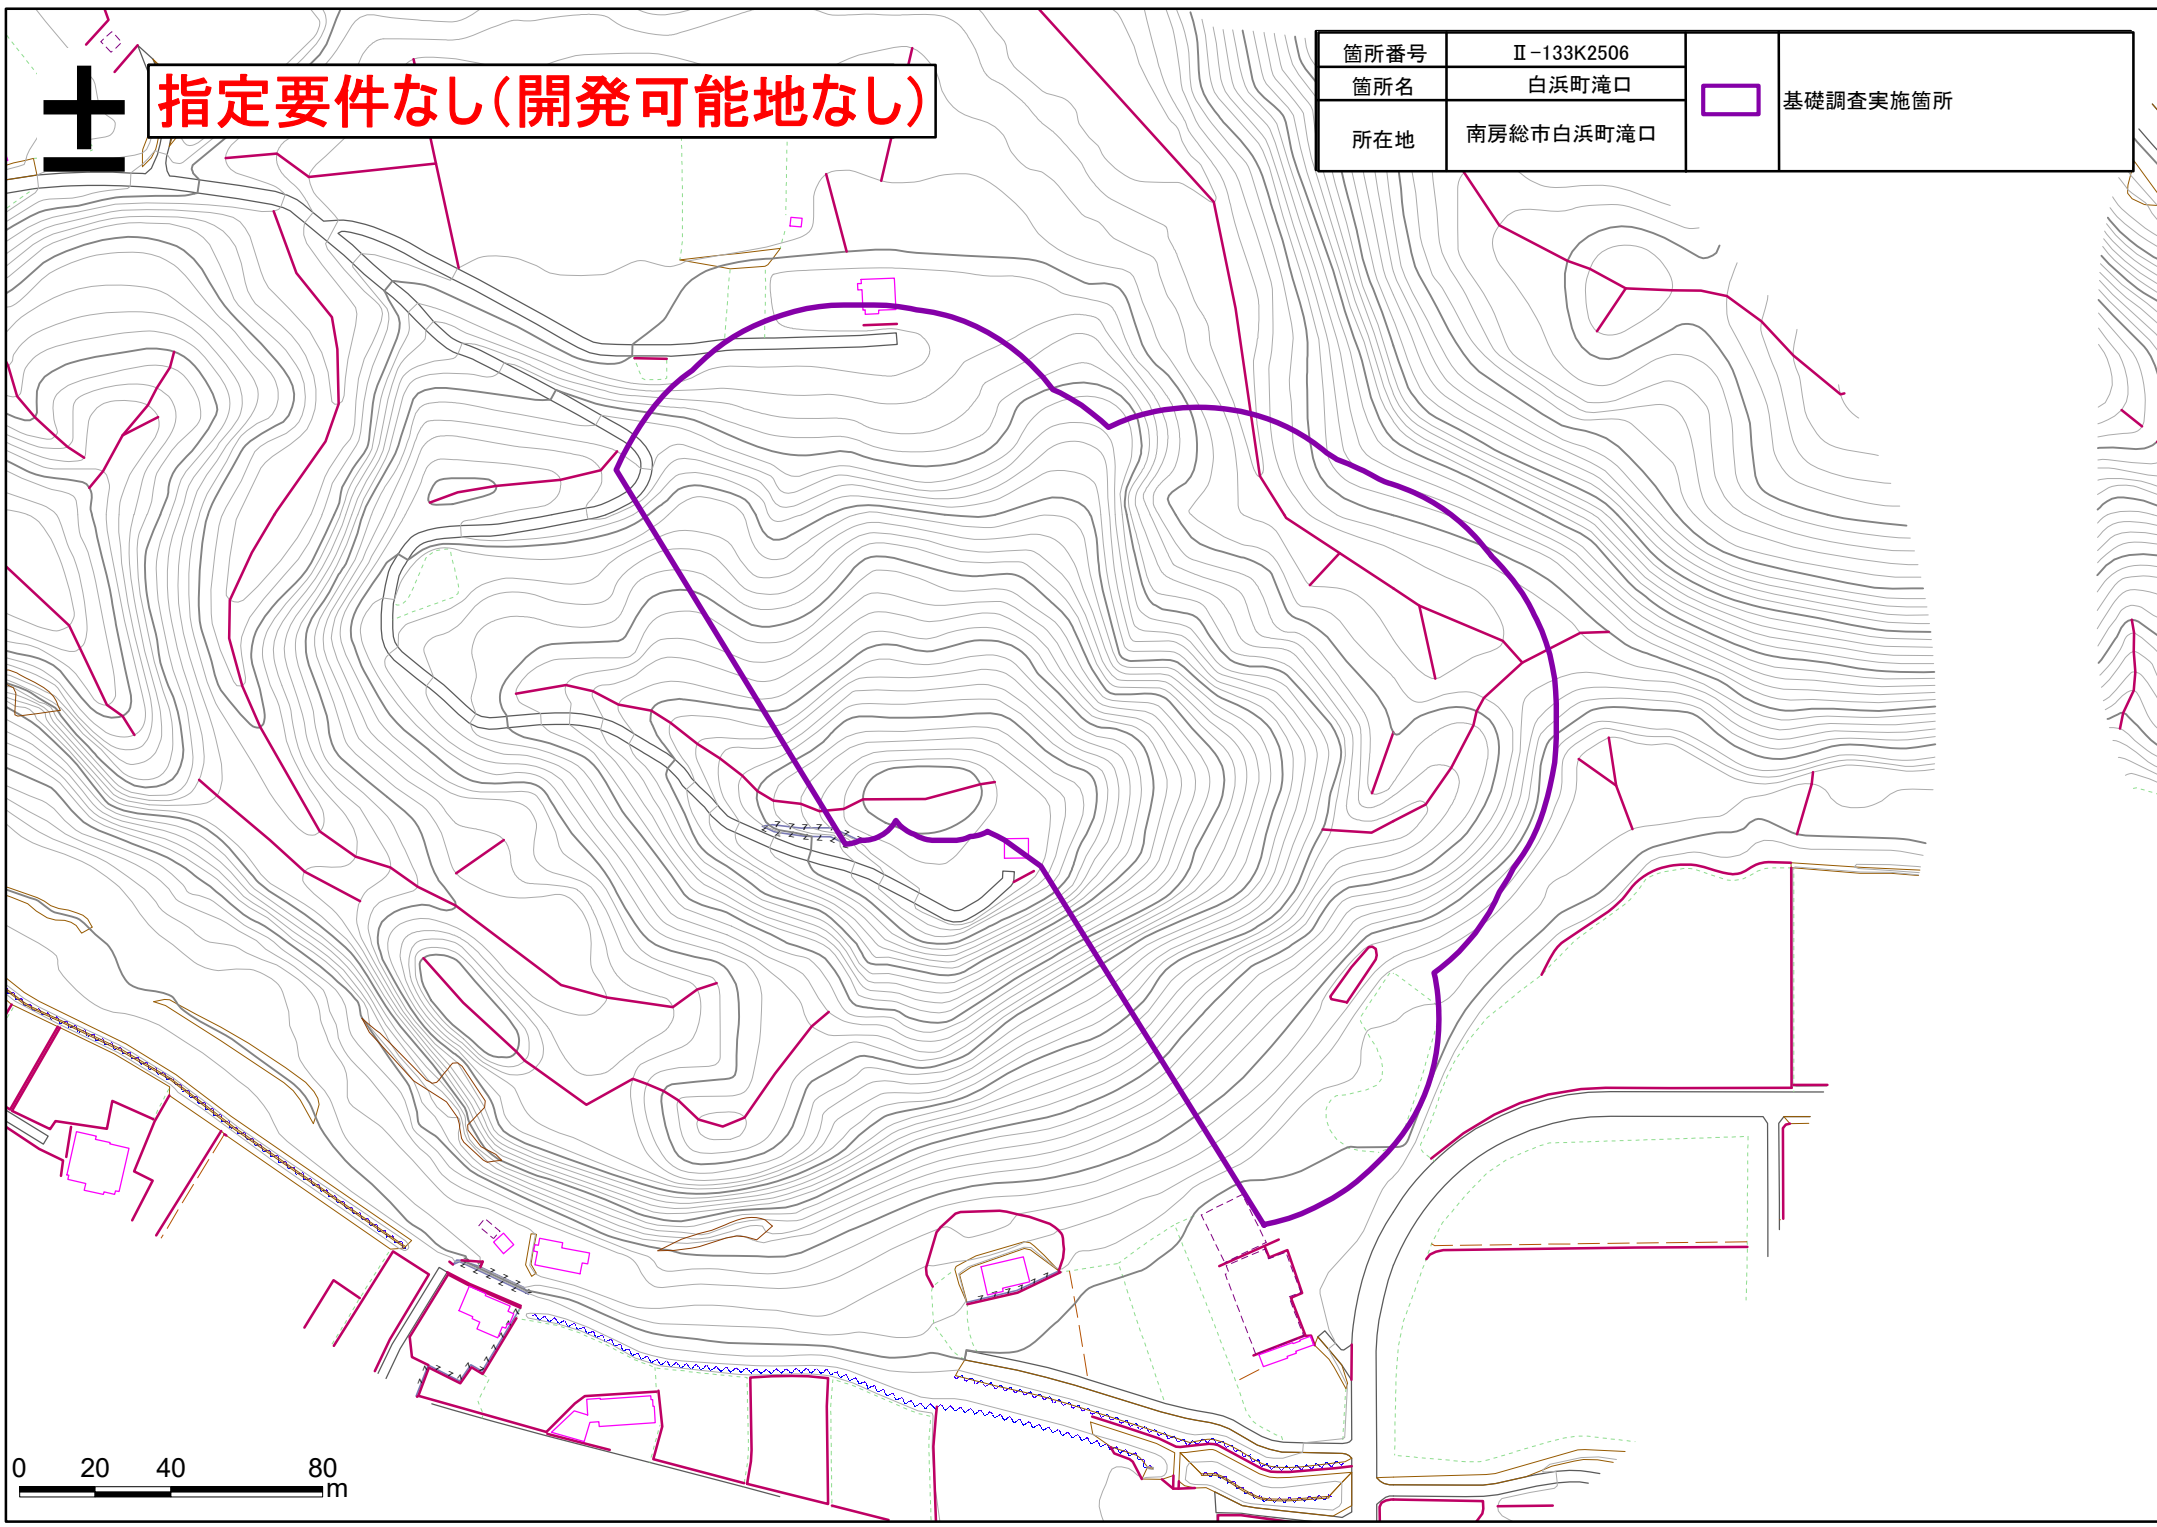 指定要件なし(開発可能地なし)
箇所番号 Ⅱ-133K2506
箇所名 白浜町滝口
所在地 南房総市白浜町滝口
基礎調査実施箇所
0 20 40 80
m